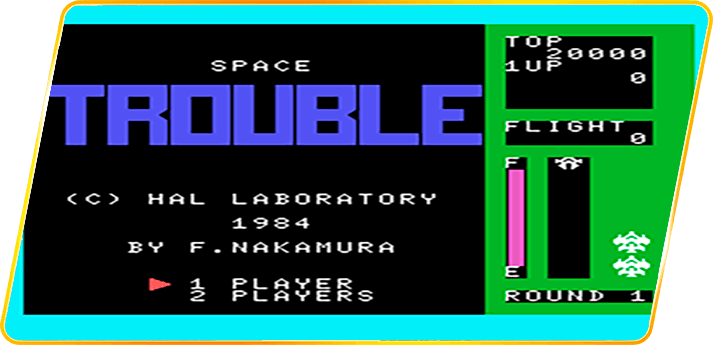 SPACE
TROUBLE
(C) HAL LABORATORY
1984
BY F.NAKAMURA
1 PLAYER
2 PLAYERS
TOP
20000
1UP
0
FLIGHT
0
F
E
ROUND 1